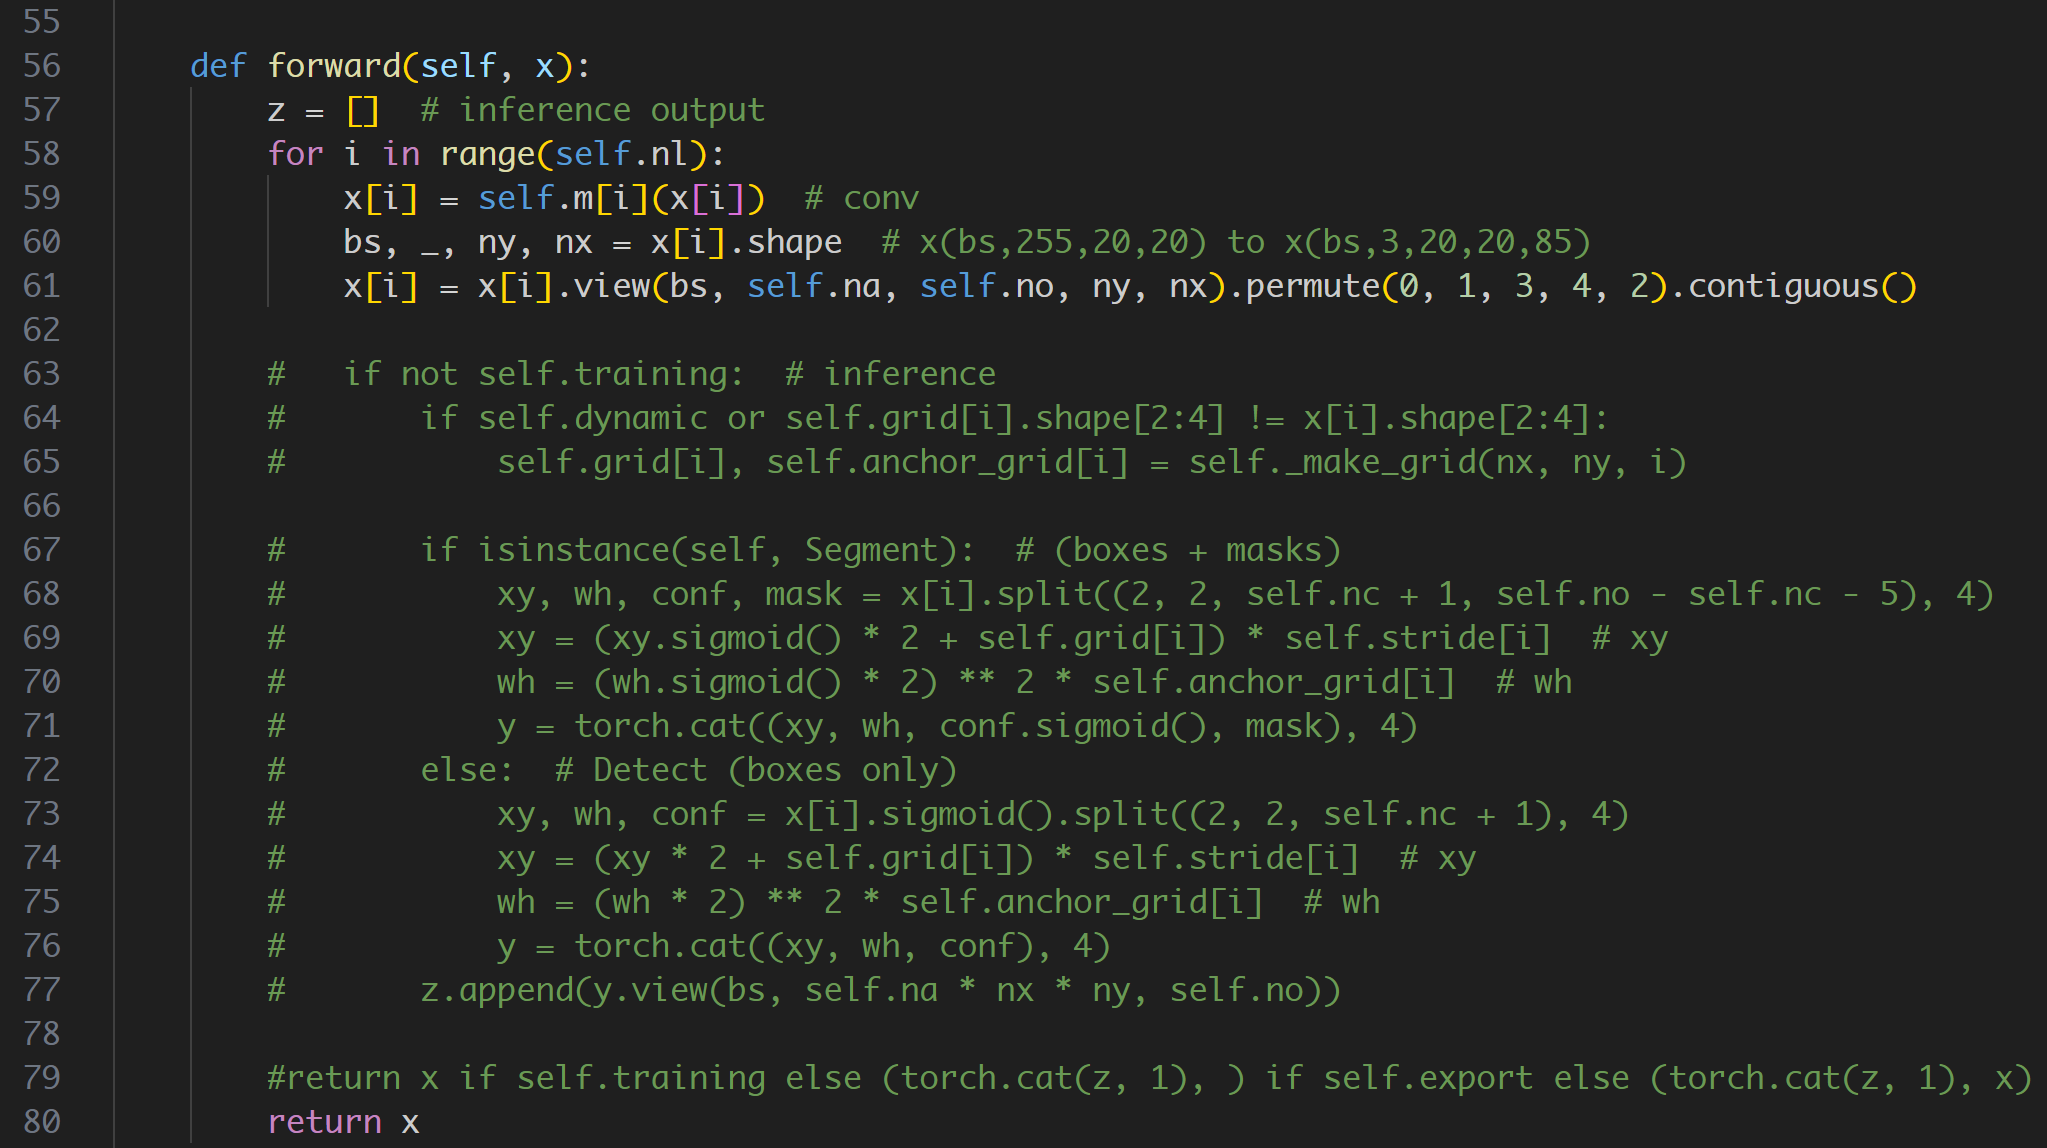 55
56 def forward(self, x):
57 z = []  # inference output
58 for i in range(self.nl):
59 x[i] = self.m[i](x[i])  # conv
60 bs, _, ny, nx = x[i].shape  # x(bs,255,20,20) to x(bs,3,20,20,85)
61 x[i] = x[i].view(bs, self.na, self.no, ny, nx).permute(0, 1, 3, 4, 2).contiguous()
62
63 #   if not self.training:  # inference
64 #       if self.dynamic or self.grid[i].shape[2:4] != x[i].shape[2:4]:
65 #           self.grid[i], self.anchor_grid[i] = self._make_grid(nx, ny, i)
66
67 #       if isinstance(self, Segment):  # (boxes + masks)
68 #           xy, wh, conf, mask = x[i].split((2, 2, self.nc + 1, self.no - self.nc - 5), 4)
69 #           xy = (xy.sigmoid() * 2 + self.grid[i]) * self.stride[i]  # xy
70 #           wh = (wh.sigmoid() * 2) ** 2 * self.anchor_grid[i]  # wh
71 #           y = torch.cat((xy, wh, conf.sigmoid(), mask), 4)
72 #       else:  # Detect (boxes only)
73 #           xy, wh, conf = x[i].sigmoid().split((2, 2, self.nc + 1), 4)
74 #           xy = (xy * 2 + self.grid[i]) * self.stride[i]  # xy
75 #           wh = (wh * 2) ** 2 * self.anchor_grid[i]  # wh
76 #           y = torch.cat((xy, wh, conf), 4)
77 #       z.append(y.view(bs, self.na * nx * ny, self.no))
78
79 #return x if self.training else (torch.cat(z, 1), ) if self.export else (torch.cat(z, 1), x)
80 return x